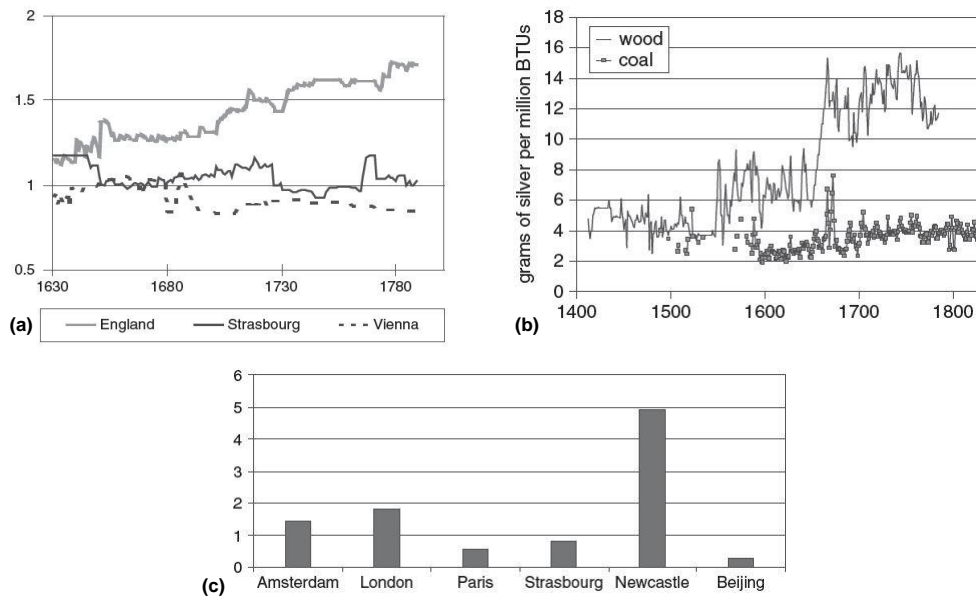 2
1.5
1
0.5
1630 1680 1730 1780
England Strasbourg Vienna
(a)
grams of silver per million BTUs
18
16
14
12
10
8
6
4
2
0
1400 1500 1600 1700 1800
wood
coal
(b)
6
5
4
3
2
1
0
Amsterdam London Paris Strasbourg Newcastle Beijing
(c)